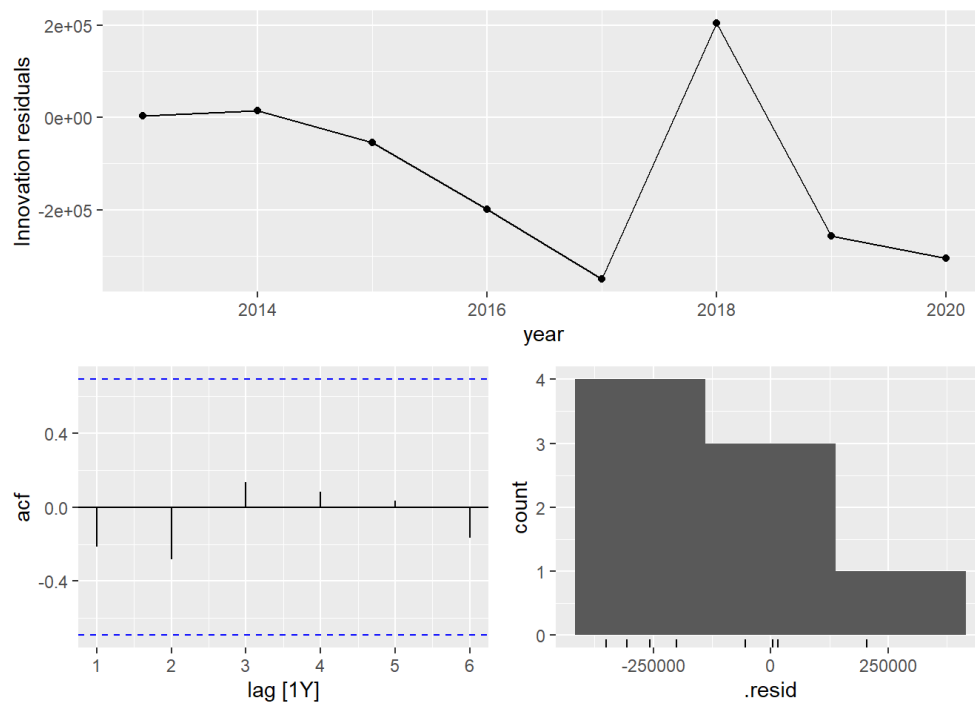 2e+05
0e+00
-2e+05
Innovation residuals
2014 2016 2018 2020
year
0.4
0.0
-0.4
acf
1 2 3 4 5 6
lag [1Y]
4
3
2
1
0
count
-250000 0 250000
.resid